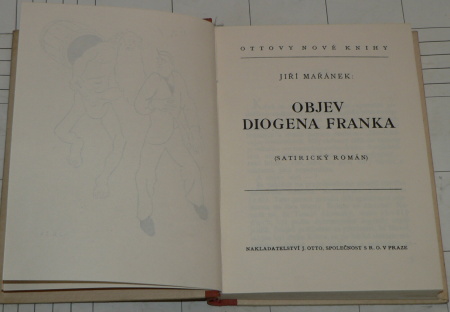 OTTOVY NOVÉ KNIHY
JIŘÍ MAŘÁNEK:
OBJEV
DIOGENA FRANKA
(SATIRICKÝ ROMÁN)
NAKLADATELSTVÍ J. OTTO, SPOLEČNOST S R. O. V PRAZE